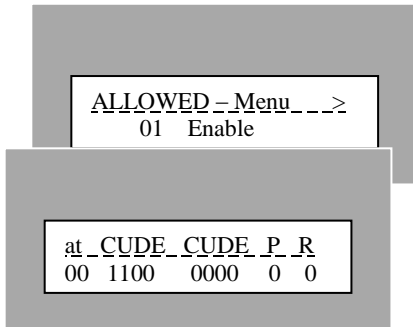 ALLOWED – Menu >
01 Enable
at CUDE CUDE P R
00 1100 0000 0 0